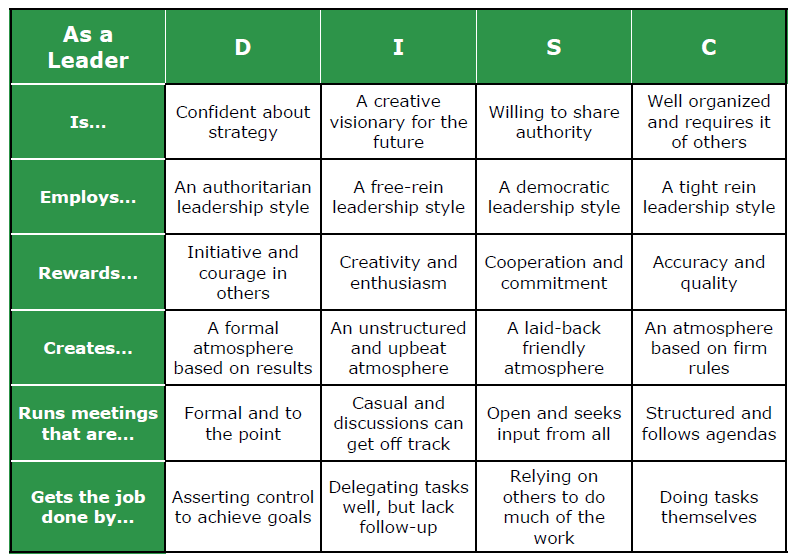 As a
Leader
D
I
S
C
Is...
Confident about
strategy
A creative
visionary for the
future
Willing to share
authority
Well organized
and requires it
of others
Employs...
An authoritarian
leadership style
A free-rein
leadership style
A democratic
leadership style
A tight rein
leadership style
Rewards...
Initiative and
courage in
others
Creativity and
enthusiasm
Cooperation and
commitment
Accuracy and
quality
Creates...
A formal
atmosphere
based on results
An unstructured
and upbeat
atmosphere
A laid-back
friendly
atmosphere
An atmosphere
based on firm
rules
Runs meetings
that are...
Formal and to
the point
Casual and
discussions can
get off track
Open and seeks
input from all
Structured and
follows agendas
Gets the job
done by...
Asserting control
to achieve goals
Delegating tasks
well, but lack
follow-up
Relying on
others to do
much of the
work
Doing tasks
themselves